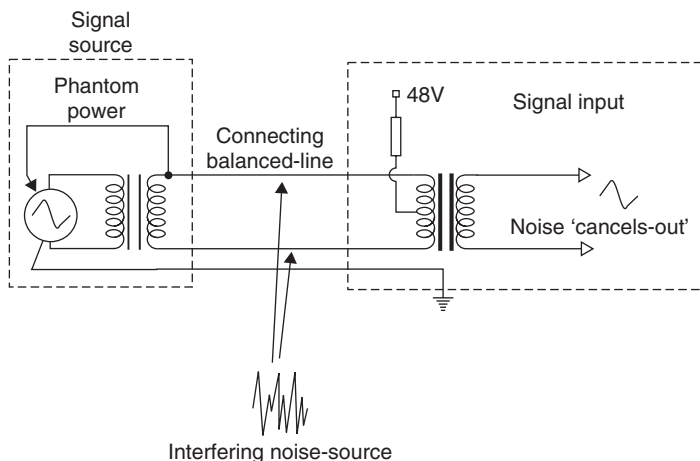 Signal
source
Phantom
power
48V
Signal input
Connecting
balanced-line
Noise ‘cancels-out’
Interfering noise-source